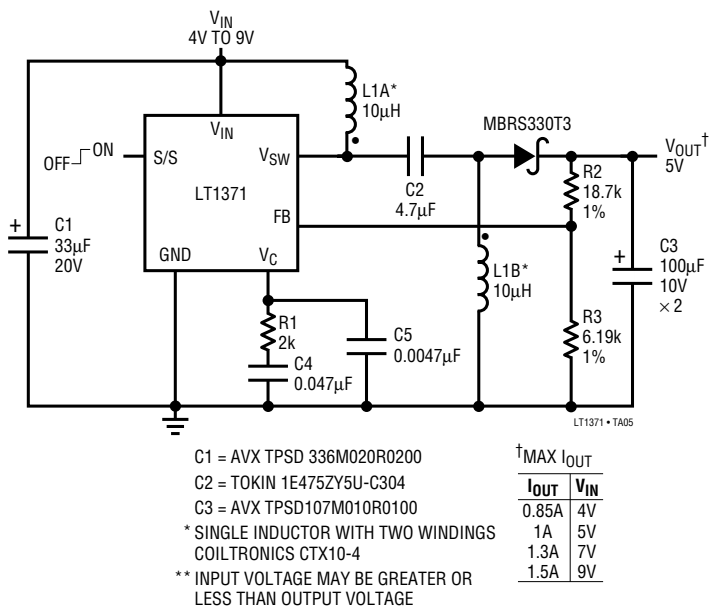 V_IN
4V TO 9V
L1A*
10µH
MBRS330T3
V_IN
OFF ON
S/S
V_SW
V_OUT†
5V
LT1371
C2
4.7µF
R2
18.7k
1%
+
C1
33µF
20V
FB
GND
V_C
L1B*
10µH
+
C3
100µF
10V
× 2
R1
2k
C4
0.047µF
C5
0.0047µF
R3
6.19k
1%
LT1371 • TA05
C1 = AVX TPSD 336M020R0200
C2 = TOKIN 1E475ZY5U-C304
C3 = AVX TPSD107M010R0100
* SINGLE INDUCTOR WITH TWO WINDINGS
COILTRONICS CTX10-4
** INPUT VOLTAGE MAY BE GREATER OR
LESS THAN OUTPUT VOLTAGE
†MAX I_OUT
I_OUT V_IN
0.85A 4V
1A 5V
1.3A 7V
1.5A 9V